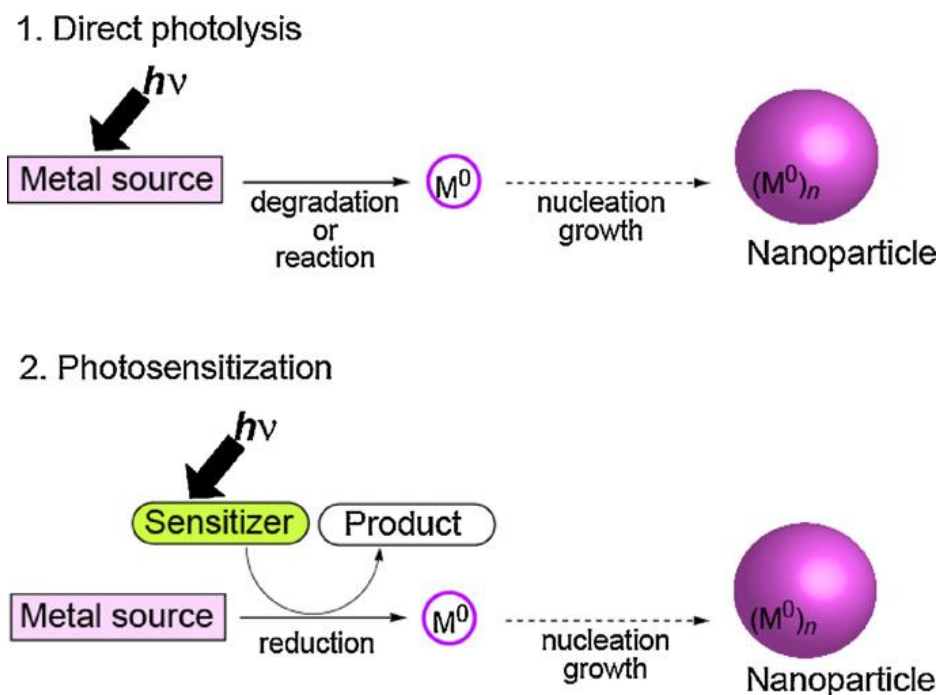 1. Direct photolysis
hν
Metal source
degradation
or
reaction
M⁰
nucleation
growth
(M⁰)n
Nanoparticle
2. Photosensitization
hν
Sensitizer
Product
Metal source
reduction
M⁰
nucleation
growth
(M⁰)n
Nanoparticle